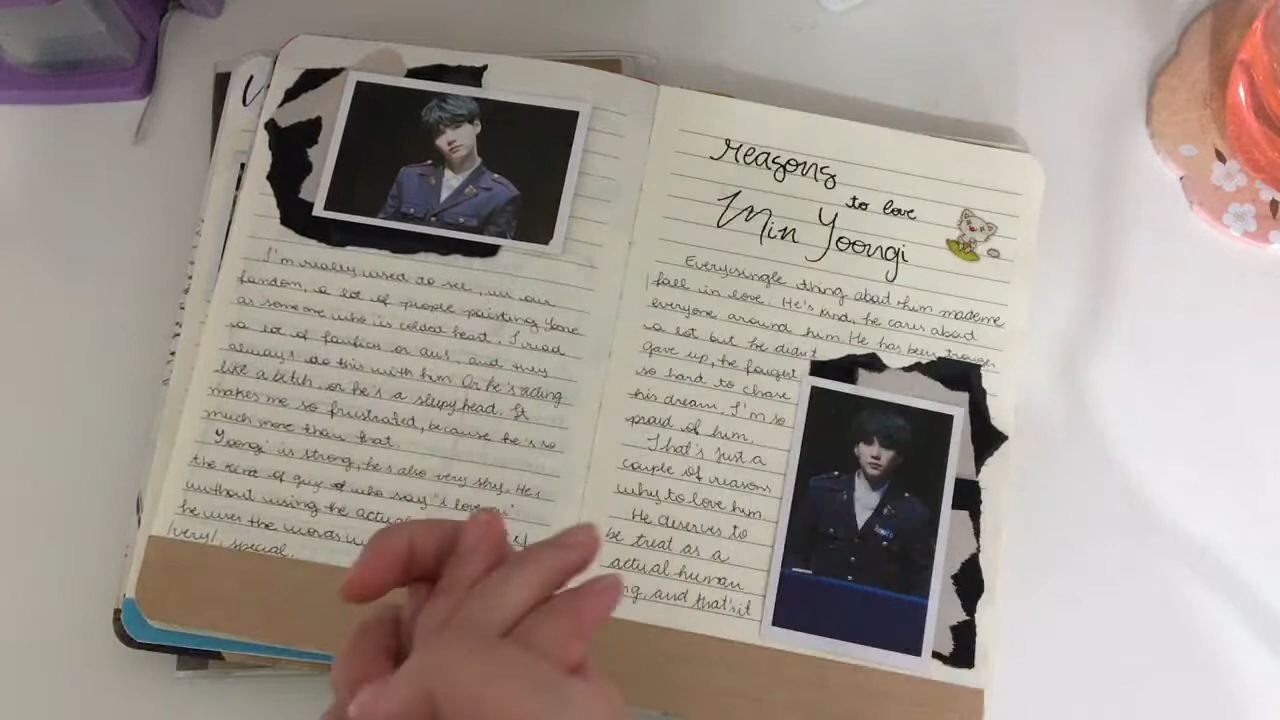 I'm really used to see, in our
fandom, a lot of people painting Yoone
as someone who is colded heart. I read
a lot of fanfics or aus, and they
always do this with him. Or he's acting
like a bitch, or he's a sleepy head. It
makes me so frustrated, because he's so
much more than that.
Yoongi is strong, he's also very shy. He's
the kind of guy who say "I love
without using the actual
he uses the words
/very/ special.
reasons
to love
Min Yoongi
Everysingle thing about him made me
fall in love. He's kind, he cares about
everyone around him. He has been
a lot but he didn't
gave up, he fought
so hard to chase
his dream. I'm so
proud of him.
That's just a
couple of reasons
why to love him
He deserves to
be treat as a
actual human
and that's it